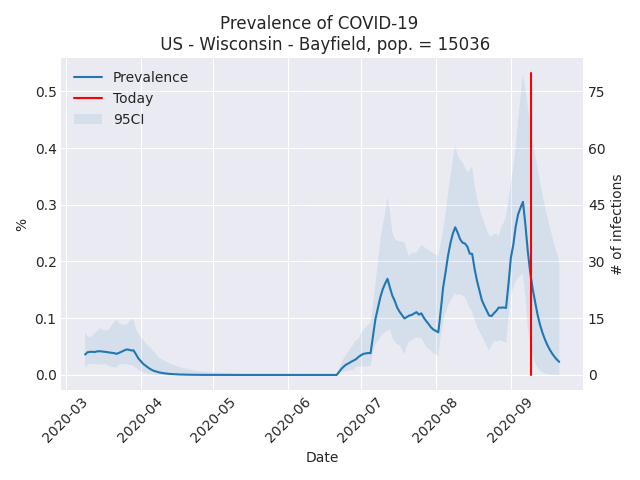 Prevalence of COVID-19
US - Wisconsin - Bayfield, pop. = 15036
Prevalence
Today
95CI
0.5
0.4
0.3
0.2
0.1
0.0
%
75
60
45
30
15
0
# of infections
2020-03
2020-04
2020-05
2020-06
2020-07
2020-08
2020-09
Date